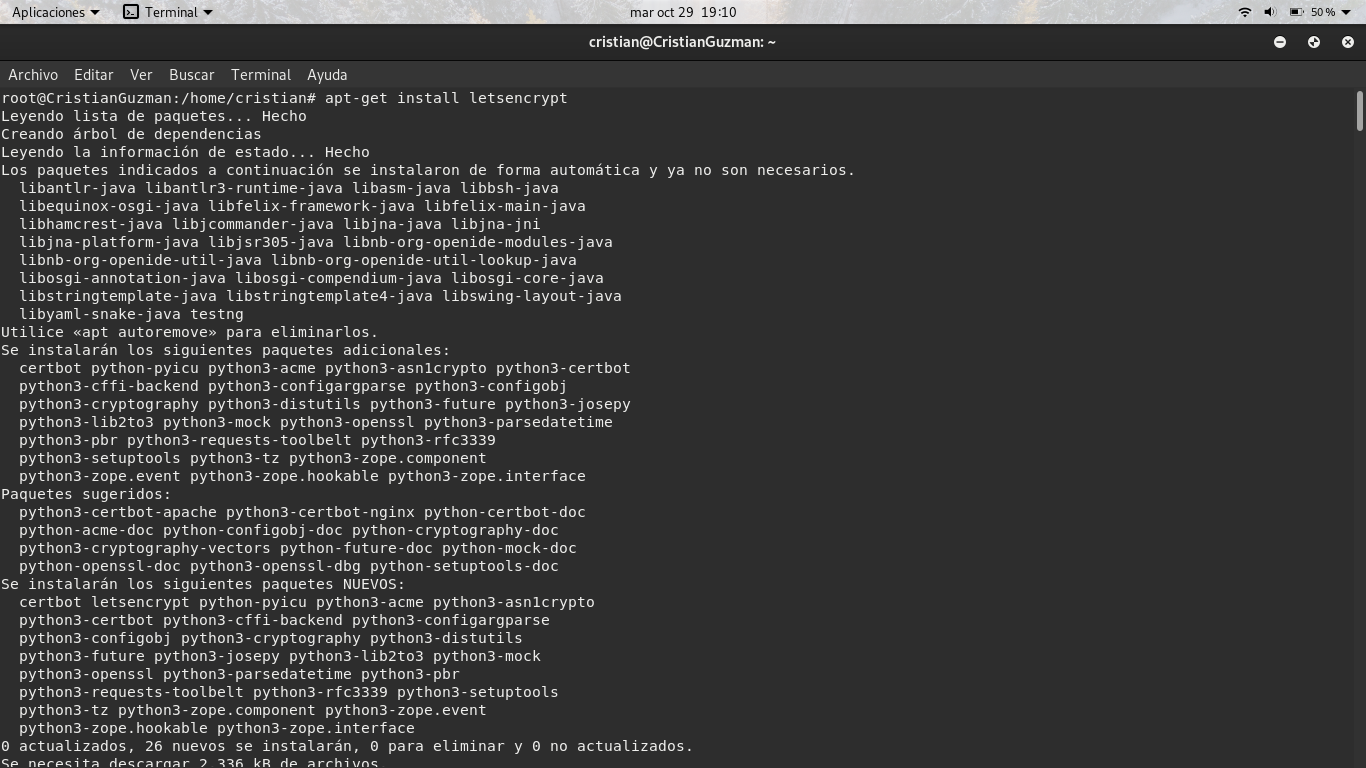 Aplicaciones Terminal mar oct 29 19:10 50 %
cristian@CristianGuzman: ~
Archivo Editar Ver Buscar Terminal Ayuda
root@CristianGuzman:/home/cristian# apt-get install letsencrypt
Leyendo lista de paquetes... Hecho
Creando árbol de dependencias
Leyendo la información de estado... Hecho
Los paquetes indicados a continuación se instalaron de forma automática y ya no son necesarios.
  libantlr-java libantlr3-runtime-java libasm-java libbsh-java
  libequinox-osgi-java libfelix-framework-java libfelix-main-java
  libhamcrest-java libjcommander-java libjna-java libjna-jni
  libjna-platform-java libjsr305-java libnb-org-openide-modules-java
  libnb-org-openide-util-java libnb-org-openide-util-lookup-java
  libosgi-annotation-java libosgi-compendium-java libosgi-core-java
  libstringtemplate-java libstringtemplate4-java libswing-layout-java
  libyaml-snake-java testng
Utilice «apt autoremove» para eliminarlos.
Se instalarán los siguientes paquetes adicionales:
  certbot python-pyicu python3-acme python3-asn1crypto python3-certbot
  python3-cffi-backend python3-configargparse python3-configobj
  python3-cryptography python3-distutils python3-future python3-josepy
  python3-lib2to3 python3-mock python3-openssl python3-parsedatetime
  python3-pbr python3-requests-toolbelt python3-rfc3339
  python3-setuptools python3-tz python3-zope.component
  python3-zope.event python3-zope.hookable python3-zope.interface
Paquetes sugeridos:
  python3-certbot-apache python3-certbot-nginx python-certbot-doc
  python-acme-doc python-configobj-doc python-cryptography-doc
  python3-cryptography-vectors python-future-doc python-mock-doc
  python-openssl-doc python3-openssl-dbg python-setuptools-doc
Se instalarán los siguientes paquetes NUEVOS:
  certbot letsencrypt python-pyicu python3-acme python3-asn1crypto
  python3-certbot python3-cffi-backend python3-configargparse
  python3-configobj python3-cryptography python3-distutils
  python3-future python3-josepy python3-lib2to3 python3-mock
  python3-openssl python3-parsedatetime python3-pbr
  python3-requests-toolbelt python3-rfc3339 python3-setuptools
  python3-tz python3-zope.component python3-zope.event
  python3-zope.hookable python3-zope.interface
0 actualizados, 26 nuevos se instalarán, 0 para eliminar y 0 no actualizados.
Se necesita descargar 2.336 kB de archivos.